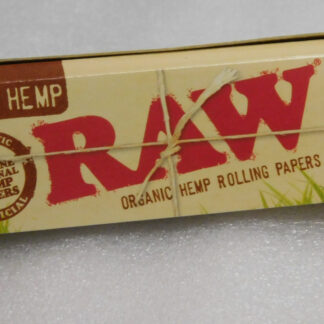 HEMP
RAW®
ORGANIC HEMP ROLLING PAPERS